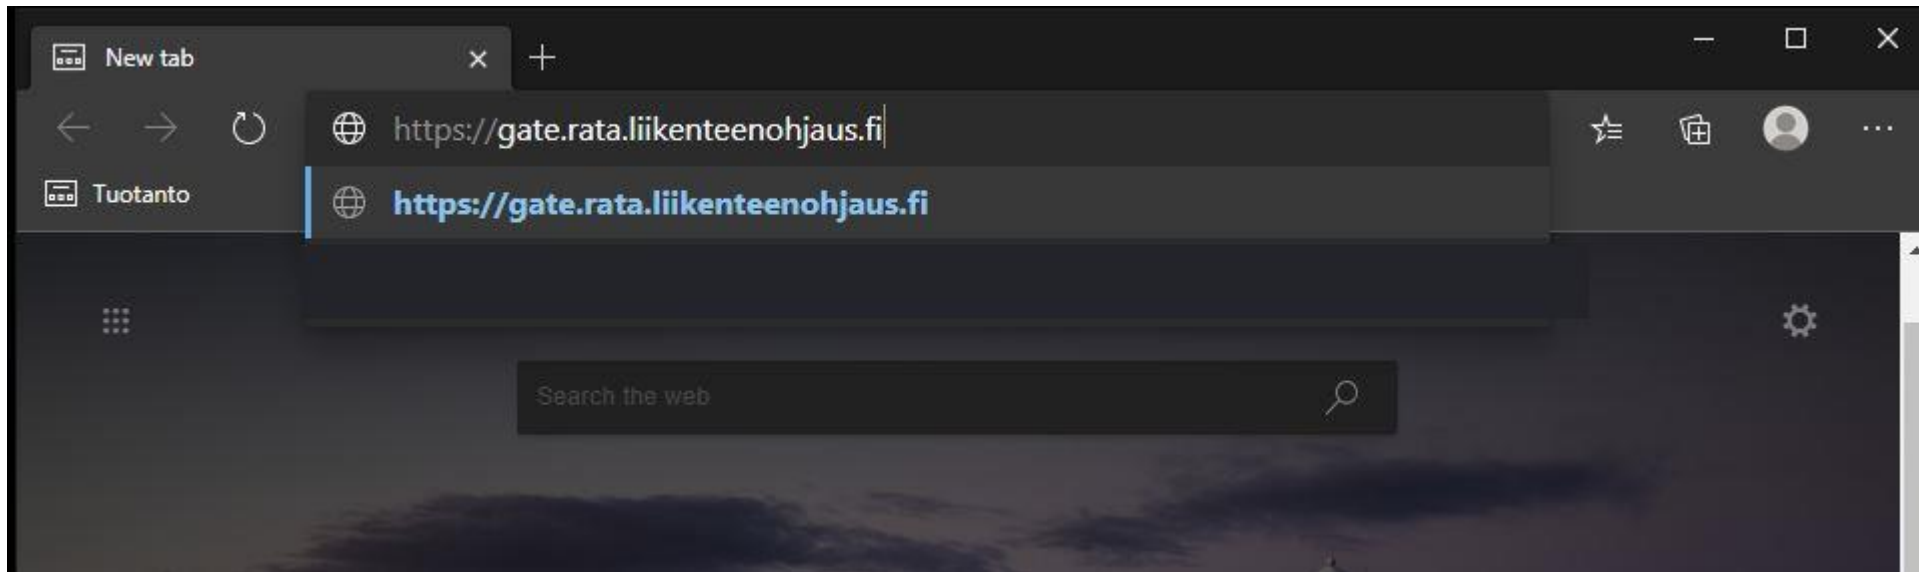 New tab
https://gate.rata.liikenteenohjaus.fi
Tuotanto
https://gate.rata.liikenteenohjaus.fi
Search the web